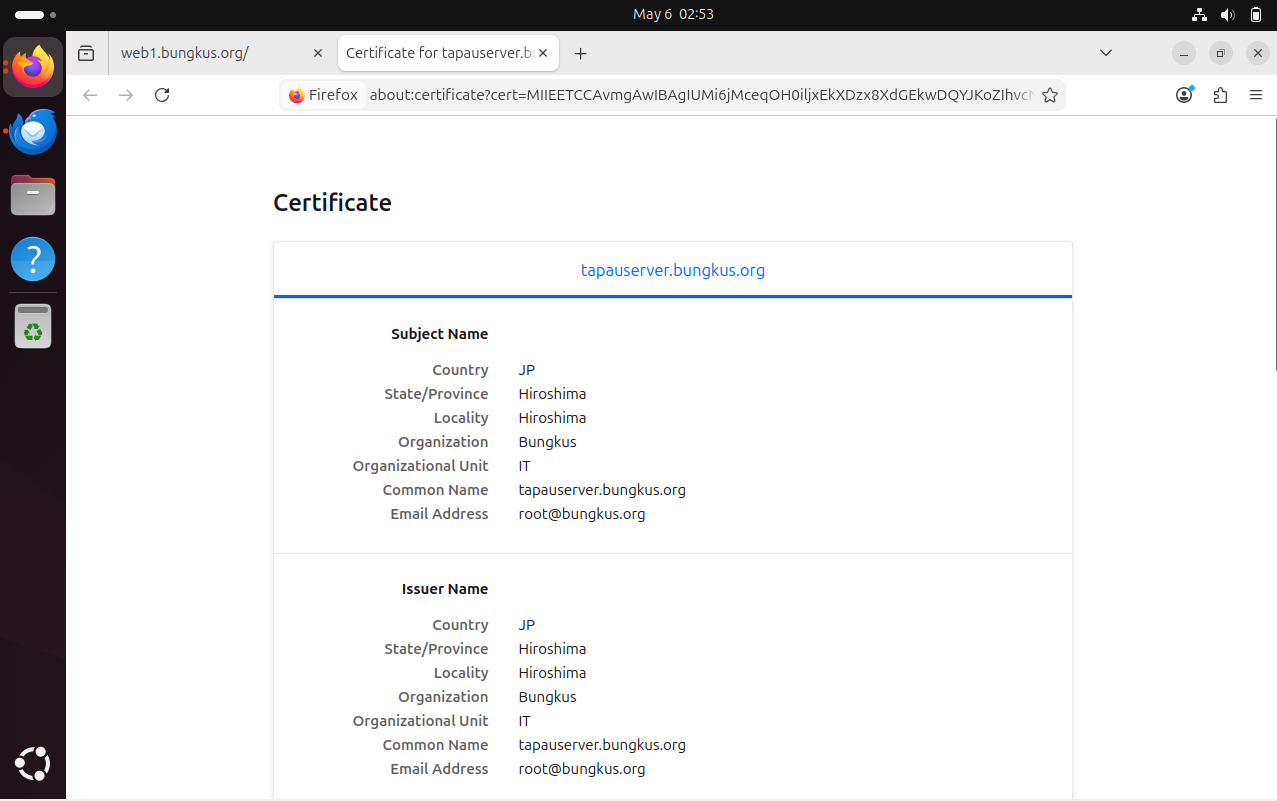 May 6 02:53
web1.bungkus.org/
Certificate for tapauserver.b
Firefox
about:certificate?cert=MIIEETCCAvmgAwIBAgIUMi6jMceqOH0iljxEkXDzx8XdGEkwDQYJKoZIhvcN
Certificate
tapauserver.bungkus.org
Subject Name
Country JP
State/Province Hiroshima
Locality Hiroshima
Organization Bungkus
Organizational Unit IT
Common Name tapauserver.bungkus.org
Email Address root@bungkus.org
Issuer Name
Country JP
State/Province Hiroshima
Locality Hiroshima
Organization Bungkus
Organizational Unit IT
Common Name tapauserver.bungkus.org
Email Address root@bungkus.org